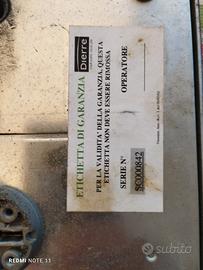 Dierre
ETICHETTA DI GARANZIA
PER LA VALIDITA' DELLA GARANZIA, QUESTA
ETICHETTA NON DEVE ESSERE RIMOSSA
OPERATORE
SERIE N° SC0000842
REDMI NOTE 11
subito